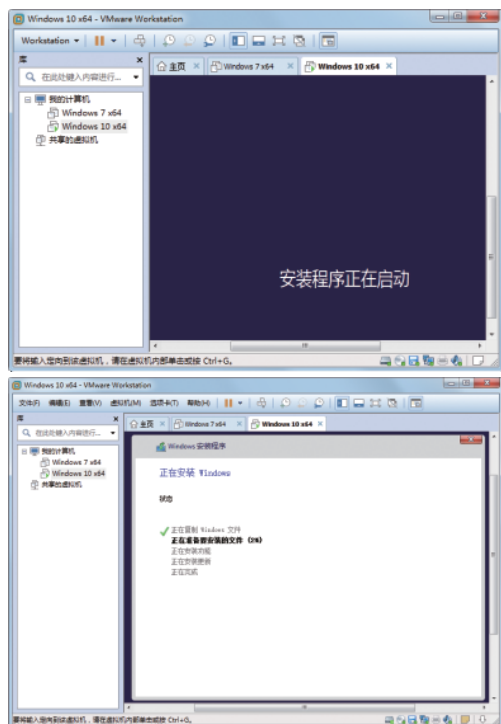 Windows 10 x64 - VMware Workstation
Workstation
库
主页
Windows 7 x64
Windows 10 x64
在此处键入内容进行...
我的计算机
Windows 7 x64
Windows 10 x64
共享的虚拟机
安装程序正在启动
要将输入定向到该虚拟机，请在虚拟机内部单击或按 Ctrl+G。
Windows 10 x64 - VMware Workstation
文件(F) 编辑(E) 查看(V) 虚拟机(M) 选项卡(T) 帮助(H)
库
主页
Windows 7 x64
Windows 10 x64
在此处键入内容进行...
我的计算机
Windows 7 x64
Windows 10 x64
共享的虚拟机
Windows 安装程序
正在安装 Windows
状态
正在复制 Windows 文件
正在准备要安装的文件 (2%)
正在安装功能
正在安装更新
正在完成
要将输入定向到该虚拟机，请在虚拟机内部单击或按 Ctrl+G。